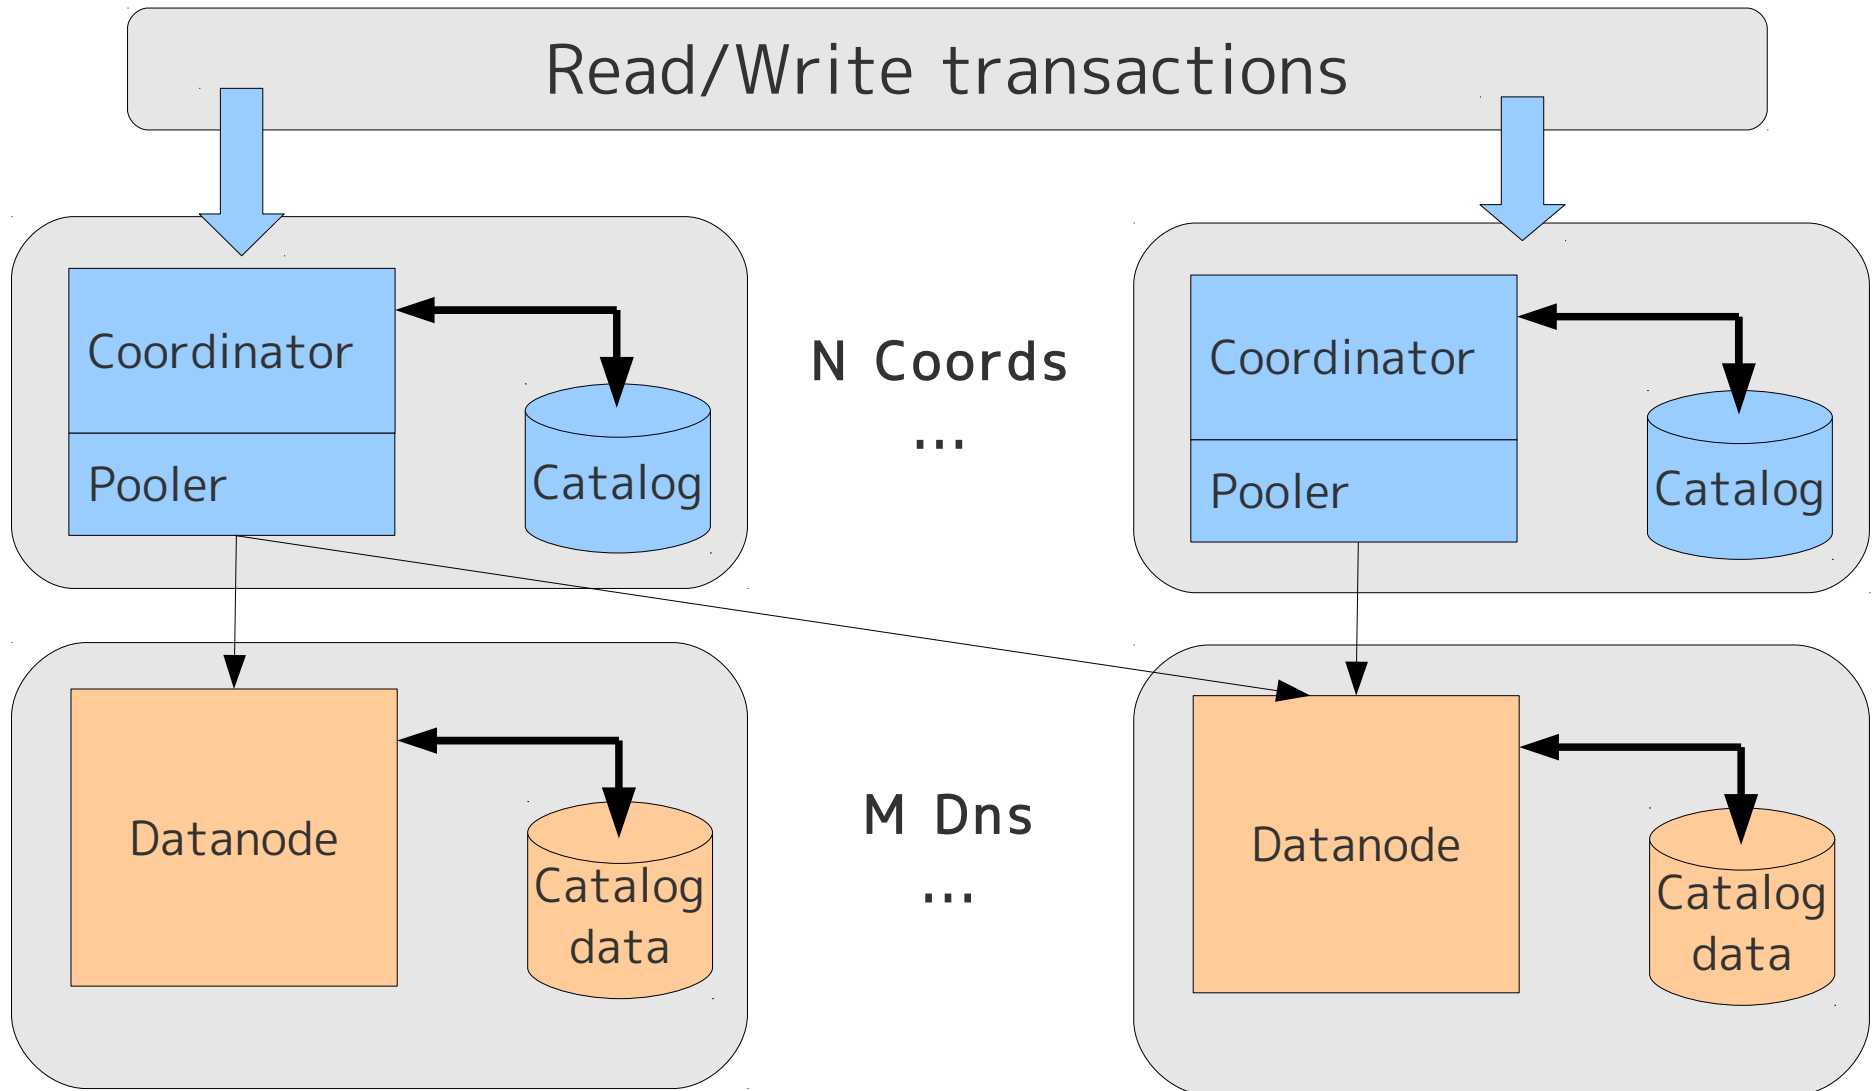 Read/Write transactions
Coordinator
Pooler
Catalog
N Coords
...
Coordinator
Pooler
Catalog
Datanode
Catalog
data
M Dns
...
Datanode
Catalog
data